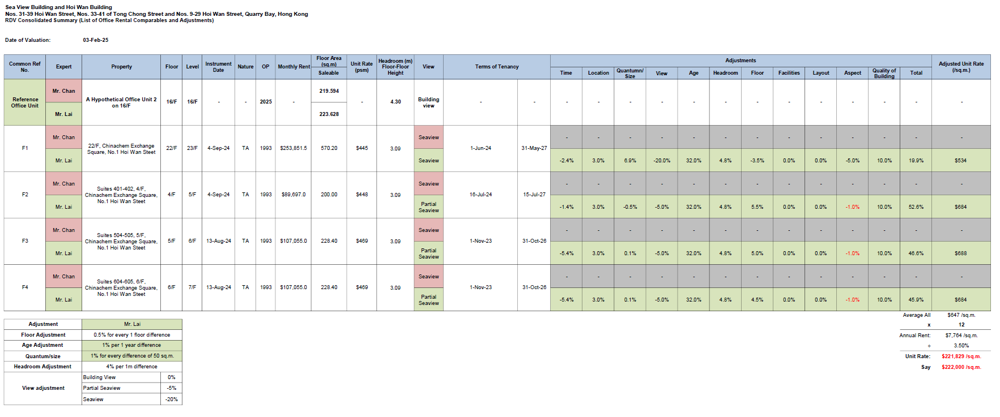 Sea View Building and Hoi Wan Building
Nos. 31-39 Hoi Wan Street, Nos. 33-41 of Tong Chong Street and Nos. 9-29 Hoi Wan Street, Quarry Bay, Hong Kong
RDV Consolidated Summary (List of Office Rental Comparables and Adjustments)
Date of Valuation: 03-Feb-25
Common Ref No. Expert Property Floor Level Instrument Date Nature OP Monthly Rent Floor Area (sq.m) Saleable Unit Rate (psm) Headroom (m) Floor-Floor Height View Terms of Tenancy Adjustments Adjusted Unit Rate (/sq.m.)
Time Location Quantumn/ Size View Age Headroom Floor Facilities Layout Aspect Quality of Building Total
Reference Office Unit Mr. Chan A Hypothetical Office Unit 2 on 16/F 16/F 16/F - - 2025 - 219.594 - 4.30 Building view - - - - - - - - - - - - - - -
Mr. Lai 223.628
F1 Mr. Chan 22/F, Chinachem Exchange Square, No.1 Hoi Wan Steet 22/F 23/F 4-Sep-24 TA 1993 $253,851.5 570.20 $445 3.09 Seaview 1-Jun-24 31-May-27 - - - - - - - - - - - - -
Mr. Lai Seaview -2.4% 3.0% 6.9% -20.0% 32.0% 4.8% -3.5% 0.0% 0.0% -5.0% 10.0% 19.9% $534
F2 Mr. Chan Suites 401-402, 4/F, Chinachem Exchange Square, No.1 Hoi Wan Steet 4/F 5/F 4-Sep-24 TA 1993 $89,697.0 200.00 $448 3.09 Seaview 16-Jul-24 15-Jul-27 - - - - - - - - - - - - -
Mr. Lai Partial Seaview -1.4% 3.0% -0.5% -5.0% 32.0% 4.8% 5.5% 0.0% 0.0% -1.0% 10.0% 52.6% $684
F3 Mr. Chan Suites 504-505, 5/F, Chinachem Exchange Square, No.1 Hoi Wan Steet 5/F 6/F 13-Aug-24 TA 1993 $107,055.0 228.40 $469 3.09 Seaview 1-Nov-23 31-Oct-26 - - - - - - - - - - - - -
Mr. Lai Partial Seaview -5.4% 3.0% 0.1% -5.0% 32.0% 4.8% 5.0% 0.0% 0.0% -1.0% 10.0% 46.6% $688
F4 Mr. Chan Suites 604-605, 6/F, Chinachem Exchange Square, No.1 Hoi Wan Steet 6/F 7/F 13-Aug-24 TA 1993 $107,055.0 228.40 $469 3.09 Seaview 1-Nov-23 31-Oct-26 - - - - - - - - - - - - -
Mr. Lai Partial Seaview -5.4% 3.0% 0.1% -5.0% 32.0% 4.8% 4.5% 0.0% 0.0% -1.0% 10.0% 45.9% $684
Average All $647 /sq.m.
x 12
Annual Rent: $7,764 /sq.m.
÷ 3.50%
Unit Rate: $221,829 /sq.m.
Say $222,000 /sq.m.
Adjustment Mr. Lai
Floor Adjustment 0.5% for every 1 floor difference
Age Adjustment 1% per 1 year difference
Quantum/size 1% for every difference of 50 sq.m.
Headroom Adjustment 4% per 1m difference
View adjustment Building View 0%
Partial Seaview -5%
Seaview -20%